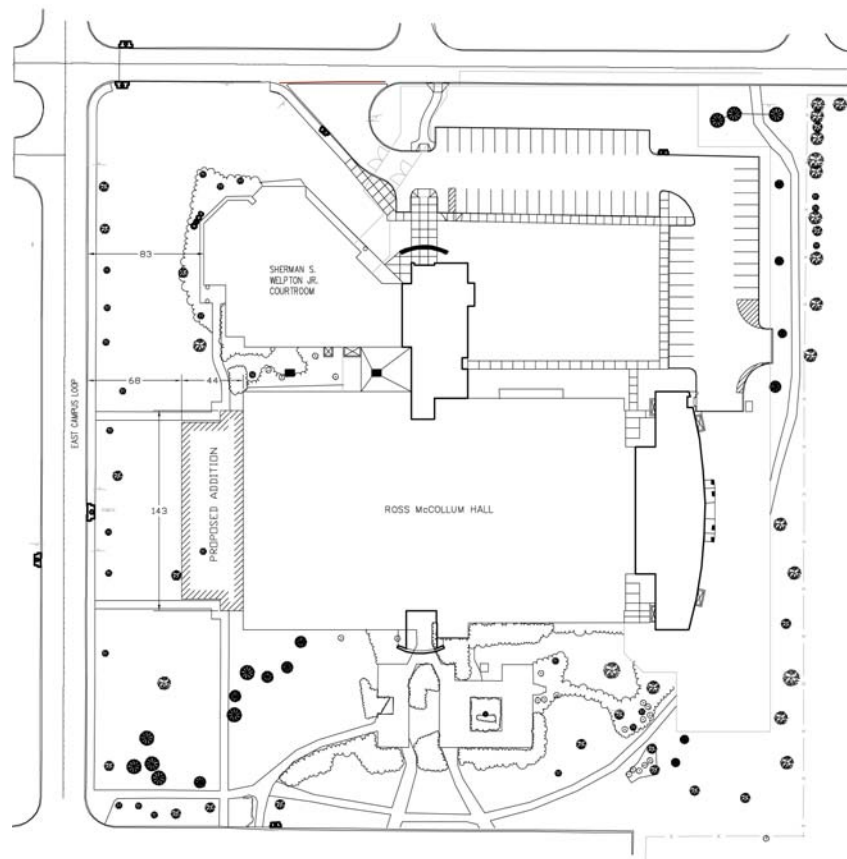 83
SHERMAN S.
WELPTON JR.
COURTROOM
68
44
EAST CAMPUS LOOP
143
PROPOSED ADDITION
ROSS McCOLLUM HALL